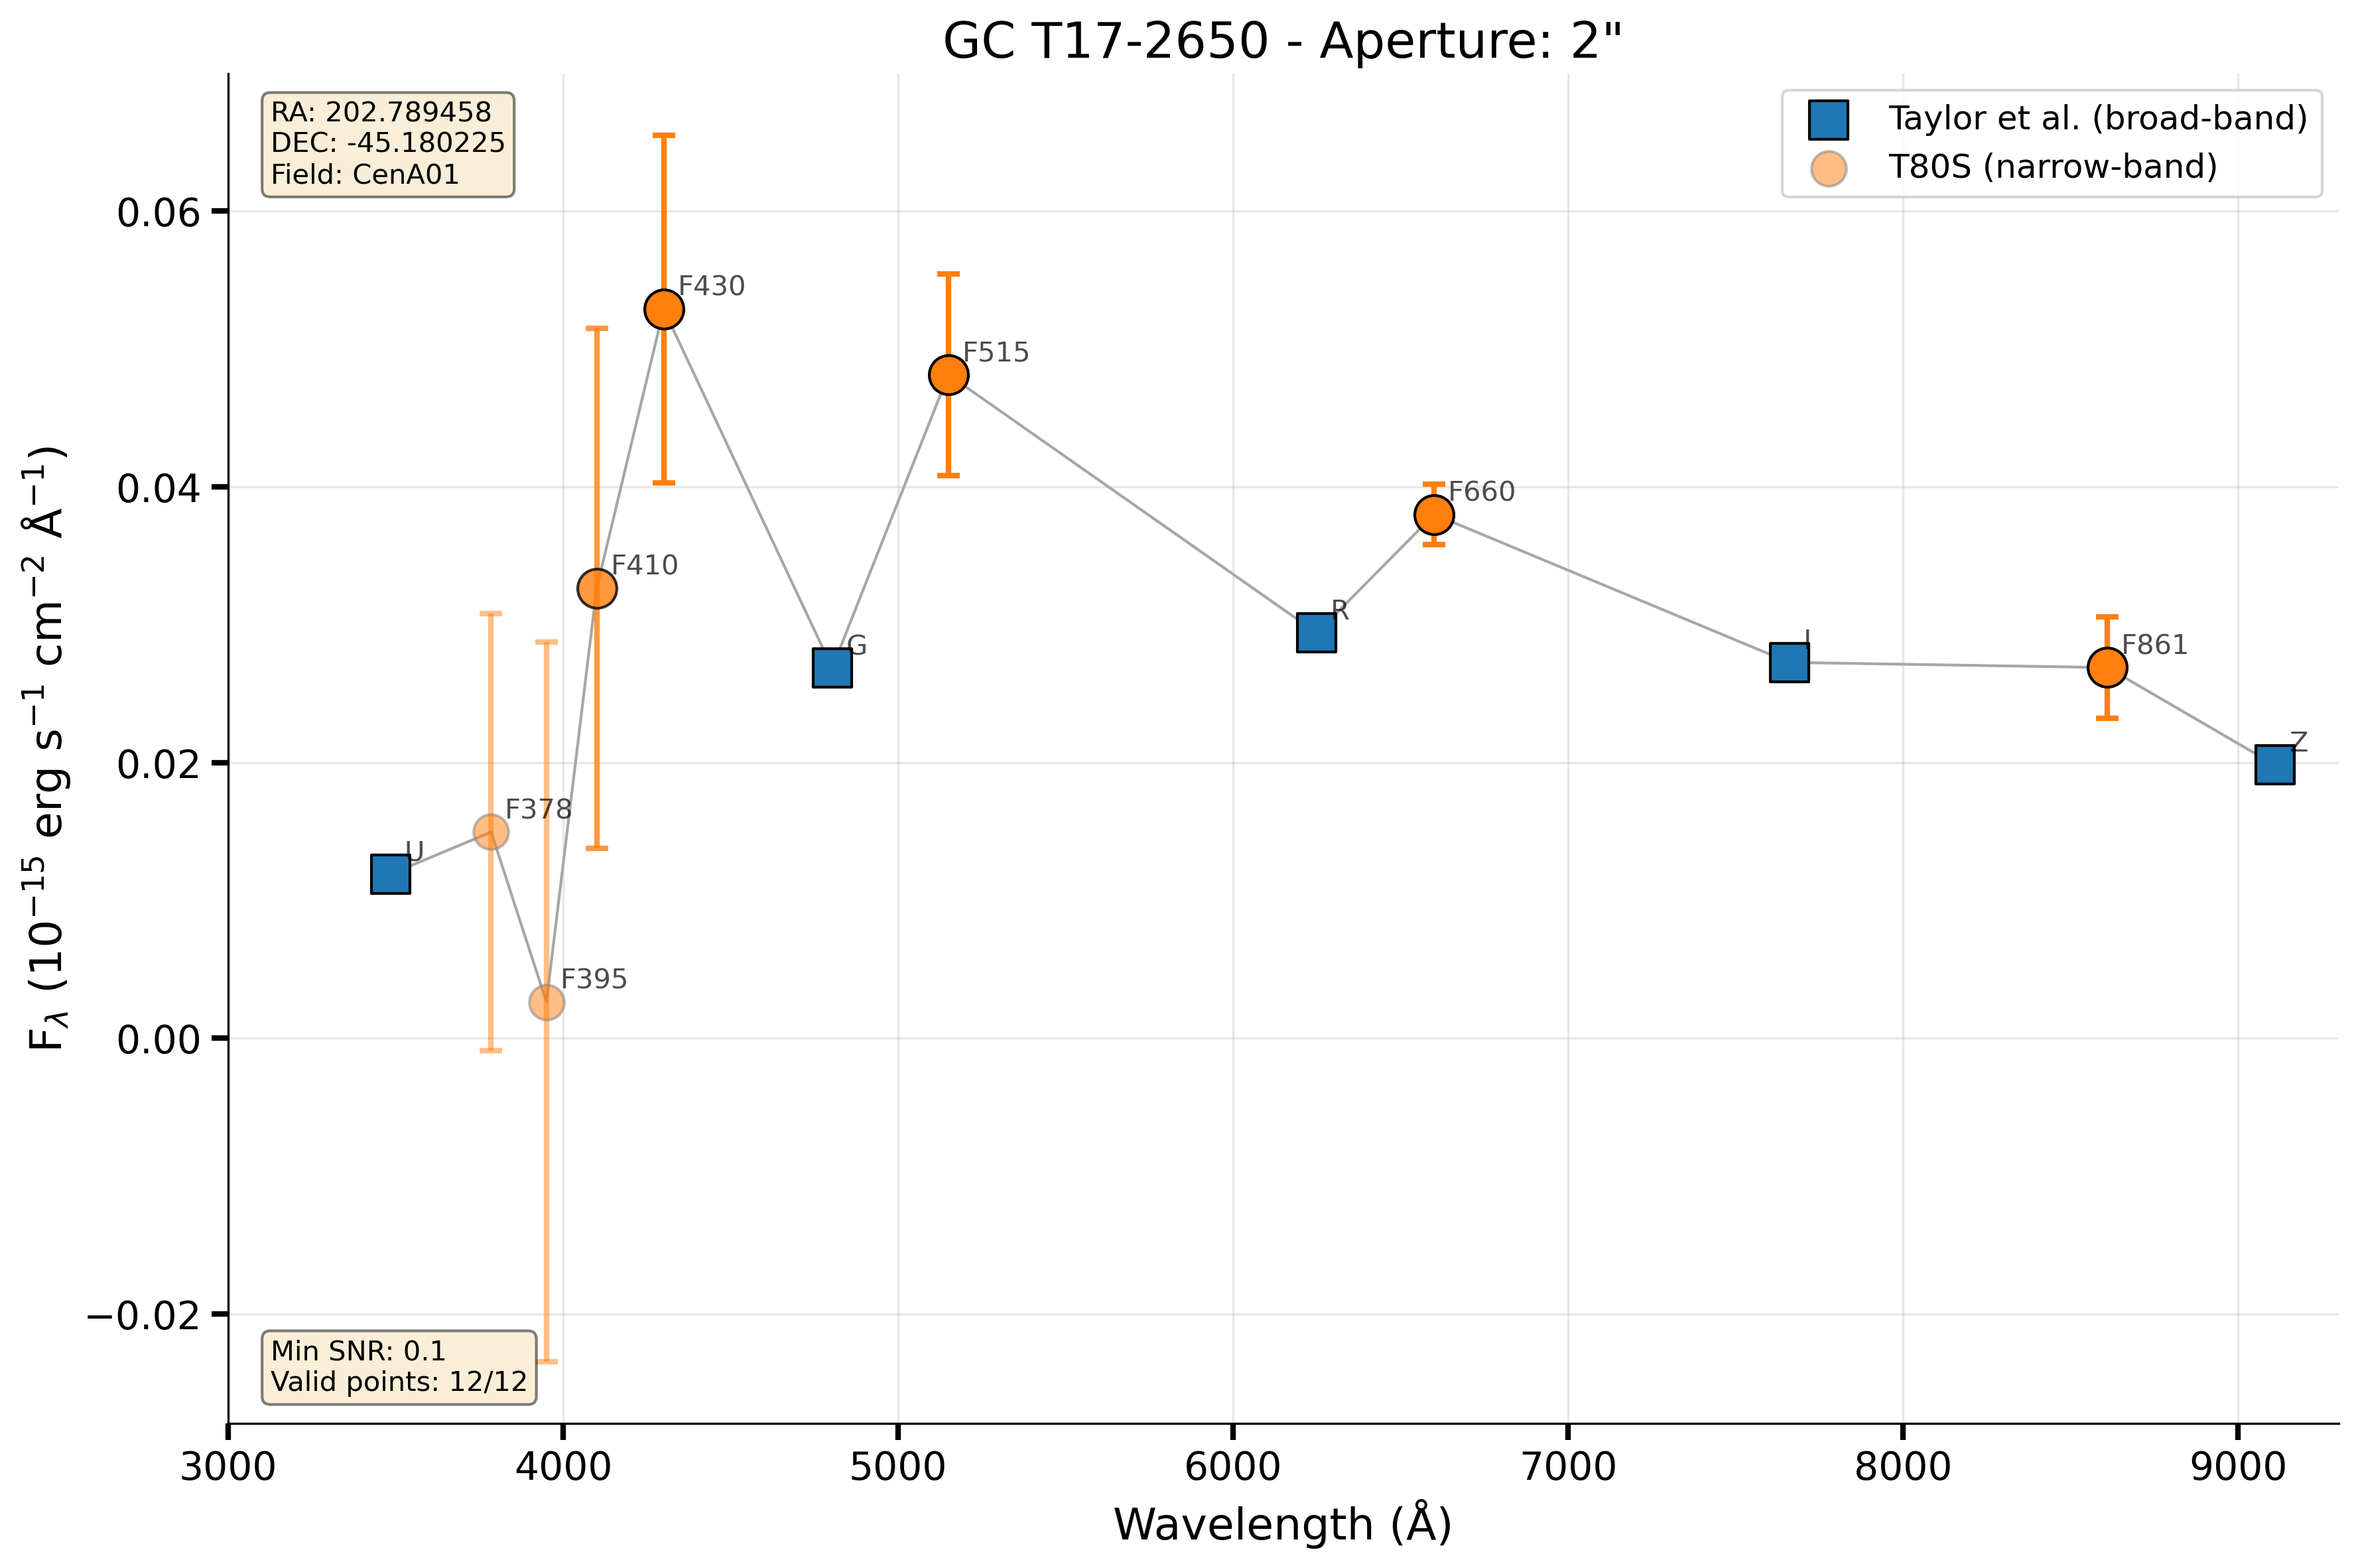 GC T17-2650 - Aperture: 2"
RA: 202.789458
DEC: -45.180225
Field: CenA01
Taylor et al. (broad-band)
T80S (narrow-band)
F430
F515
F410
F660
G
R
I
F861
Z
U
F378
F395
Min SNR: 0.1
Valid points: 12/12
0.06
0.04
0.02
0.00
−0.02
F$_{λ}$ (10$^{−15}$ erg s$^{−1}$ cm$^{−2}$ Å$^{−1}$)
3000 4000 5000 6000 7000 8000 9000
Wavelength (Å)